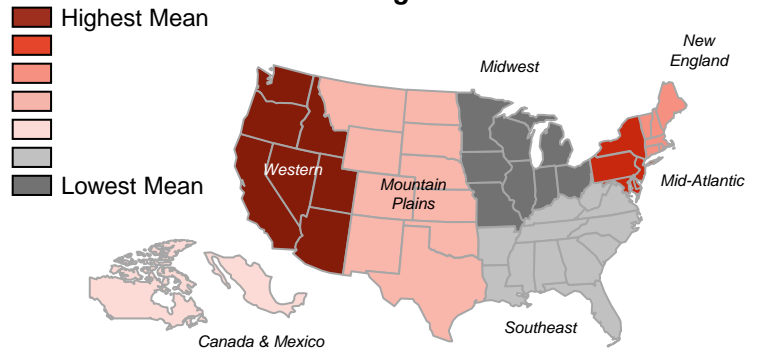 Highest Mean
New
England
Midwest
Western
Mountain
Plains
Mid-Atlantic
Lowest Mean
Southeast
Canada & Mexico